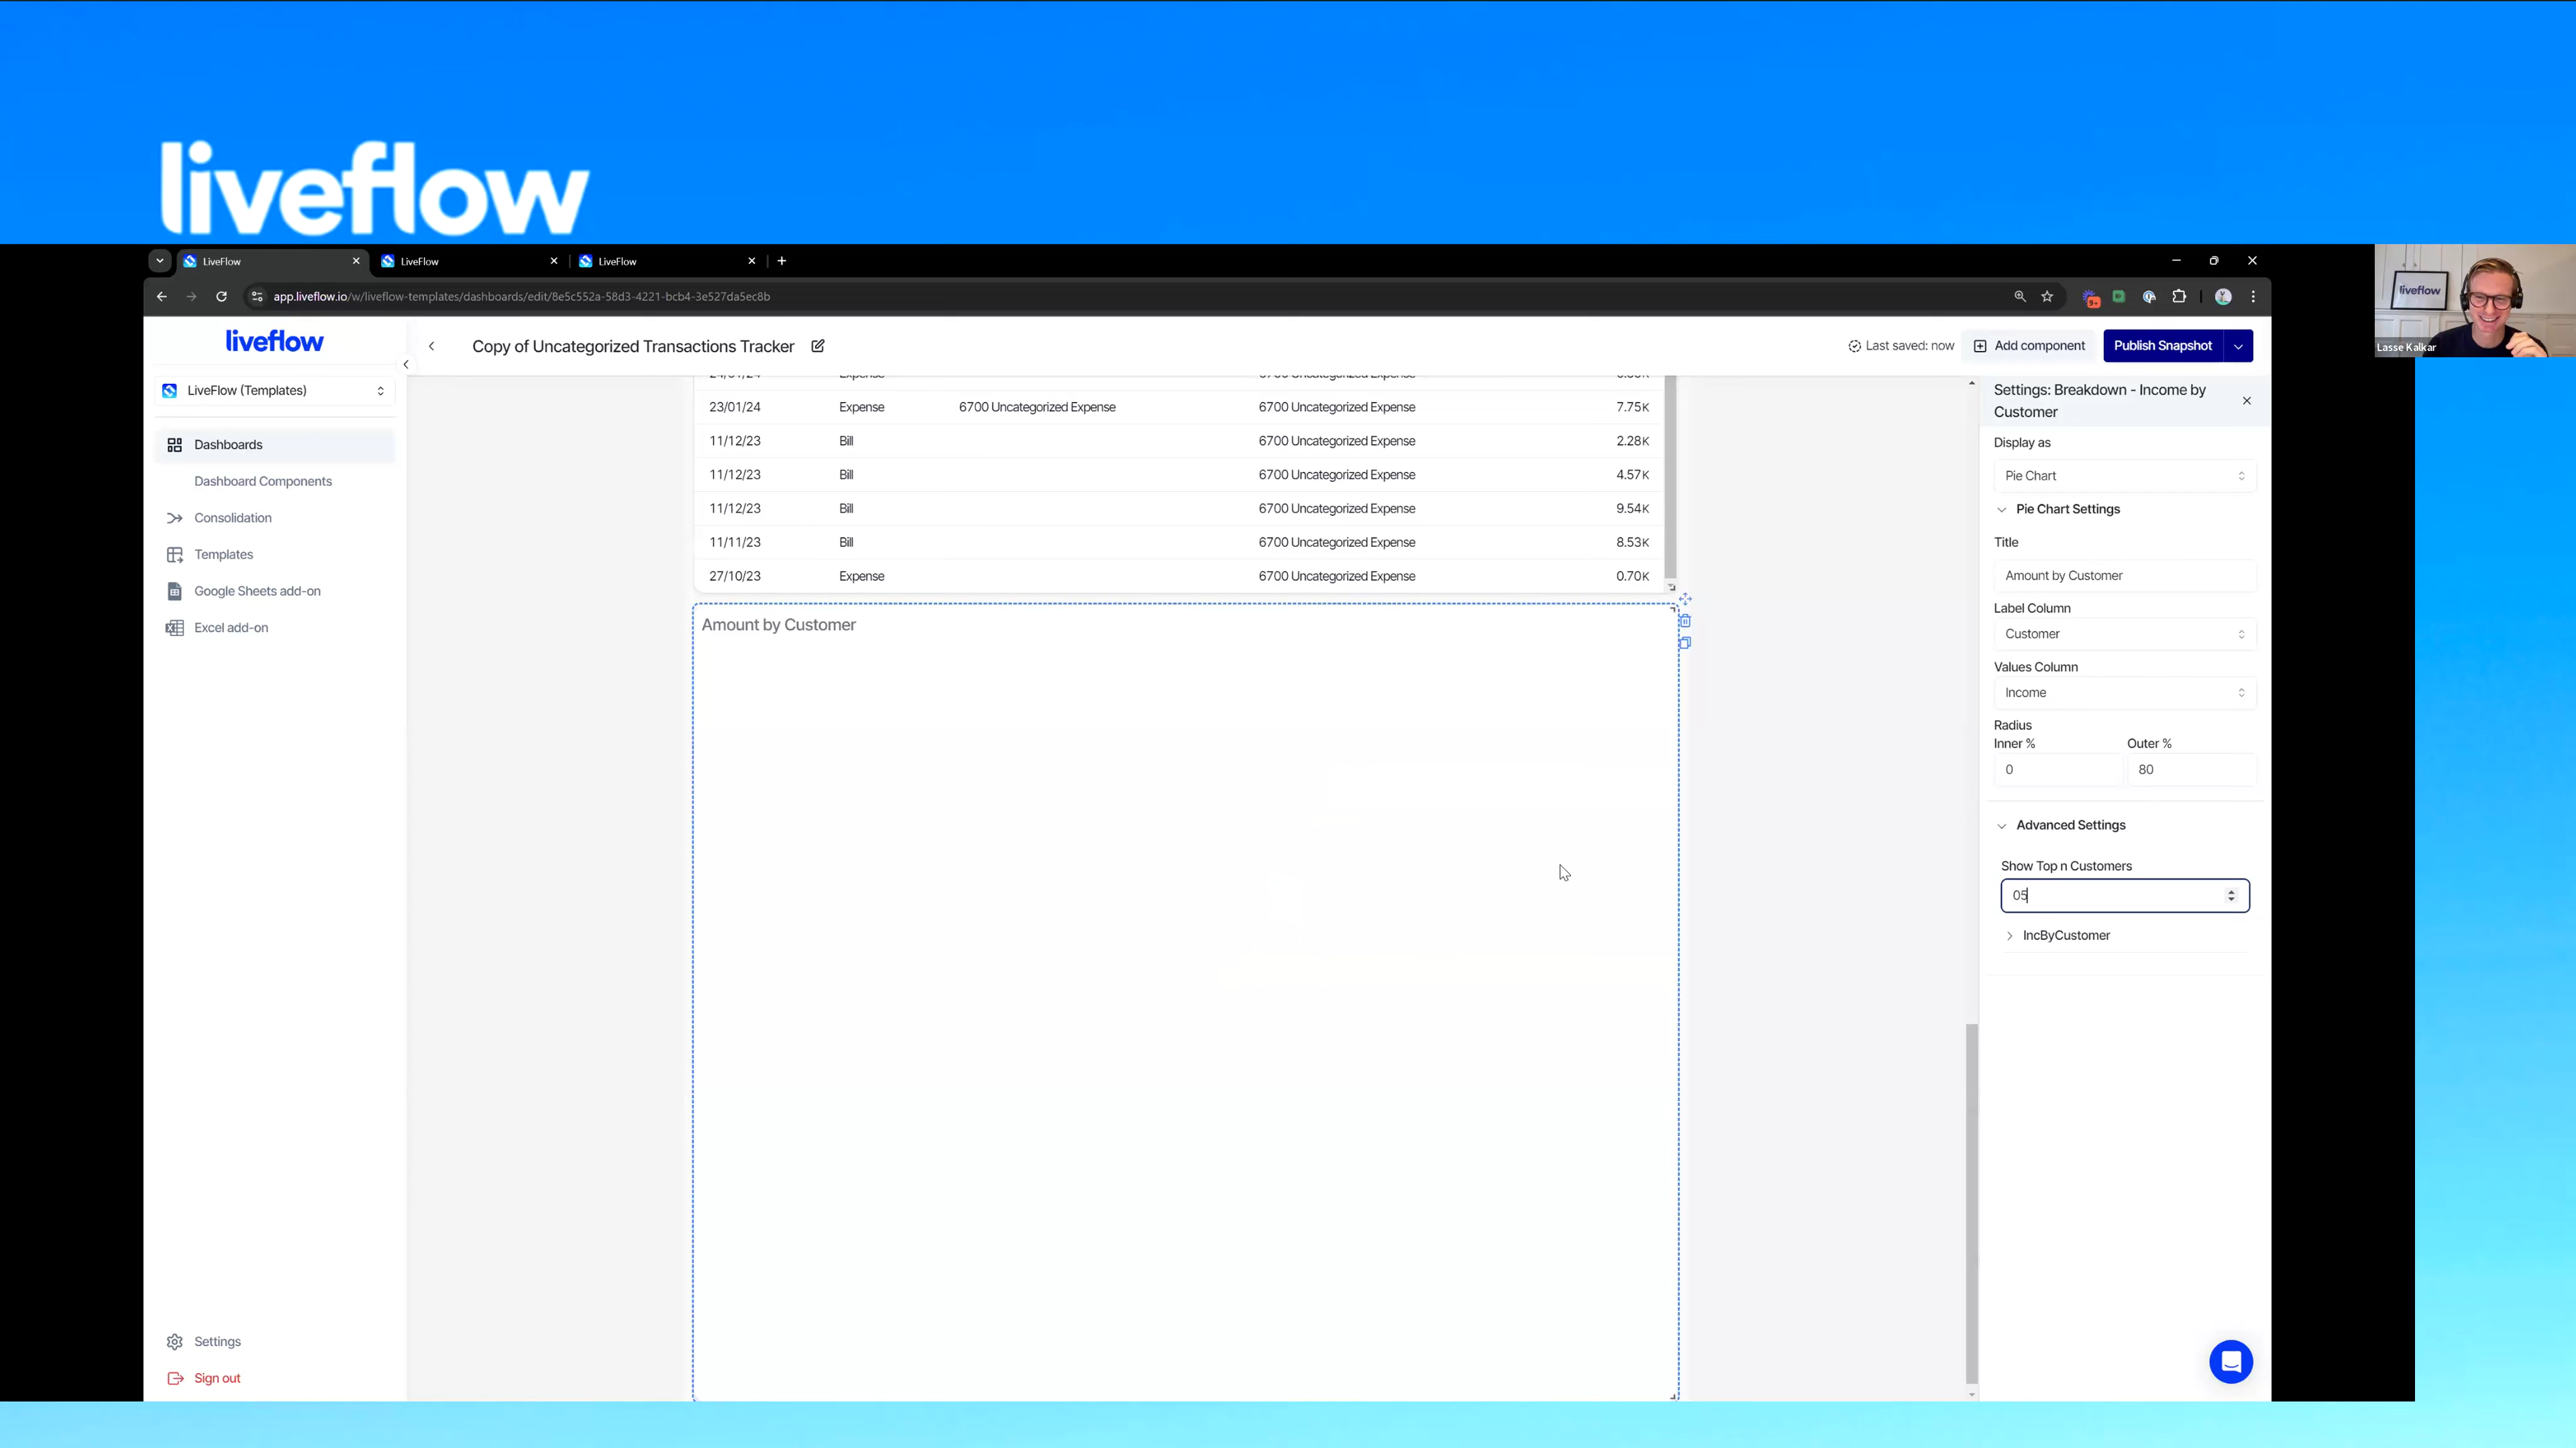 liveflow
LiveFlow
LiveFlow
LiveFlow
app.liveflow.io/w/liveflow-templates/dashboards/edit/8e5c552a-58d3-4221-bcb4-3e527da5ec8b
9+
liveflow
Lasse Kalkar
liveflow
Copy of Uncategorized Transactions Tracker
Last saved: now
Add component
Publish Snapshot
LiveFlow (Templates)
Dashboards
Dashboard Components
Consolidation
Templates
Google Sheets add-on
Excel add-on
Settings
Sign out
23/01/24 Expense 6700 Uncategorized Expense 6700 Uncategorized Expense 7.75K
11/12/23 Bill 6700 Uncategorized Expense 2.28K
11/12/23 Bill 6700 Uncategorized Expense 4.57K
11/12/23 Bill 6700 Uncategorized Expense 9.54K
11/11/23 Bill 6700 Uncategorized Expense 8.53K
27/10/23 Expense 6700 Uncategorized Expense 0.70K
Amount by Customer
Settings: Breakdown - Income by
Customer
Display as
Pie Chart
Pie Chart Settings
Title
Amount by Customer
Label Column
Customer
Values Column
Income
Radius
Inner % Outer %
0 80
Advanced Settings
Show Top n Customers
05
IncByCustomer